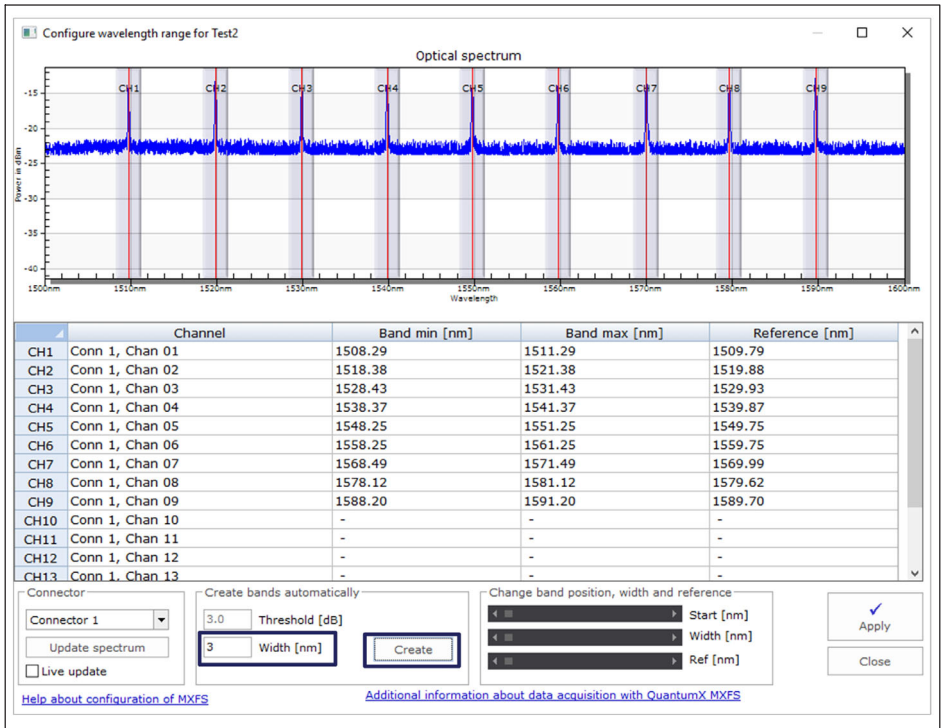 Configure wavelength range for Test2
Optical spectrum
CH1 CH2 CH3 CH4 CH5 CH6 CH7 CH8 CH9
Power in dBm
-15
-20
-25
-30
-35
-40
1500nm 1510nm 1520nm 1530nm 1540nm 1550nm 1560nm 1570nm 1580nm 1590nm 1600nm
Wavelength
Channel Band min [nm] Band max [nm] Reference [nm]
CH1 Conn 1, Chan 01 1508.29 1511.29 1509.79
CH2 Conn 1, Chan 02 1518.38 1521.38 1519.88
CH3 Conn 1, Chan 03 1528.43 1531.43 1529.93
CH4 Conn 1, Chan 04 1538.37 1541.37 1539.87
CH5 Conn 1, Chan 05 1548.25 1551.25 1549.75
CH6 Conn 1, Chan 06 1558.25 1561.25 1559.75
CH7 Conn 1, Chan 07 1568.49 1571.49 1569.99
CH8 Conn 1, Chan 08 1578.12 1581.12 1579.62
CH9 Conn 1, Chan 09 1588.20 1591.20 1589.70
CH10 Conn 1, Chan 10 - - -
CH11 Conn 1, Chan 11 - - -
CH12 Conn 1, Chan 12 - - -
CH13 Conn 1, Chan 13 - - -
Connector
Connector 1
Update spectrum
Live update
Create bands automatically
3.0 Threshold [dB]
3 Width [nm]
Create
Change band position, width and reference
Start [nm]
Width [nm]
Ref [nm]
Apply
Close
Help about configuration of MXFS
Additional information about data acquisition with QuantumX MXFS